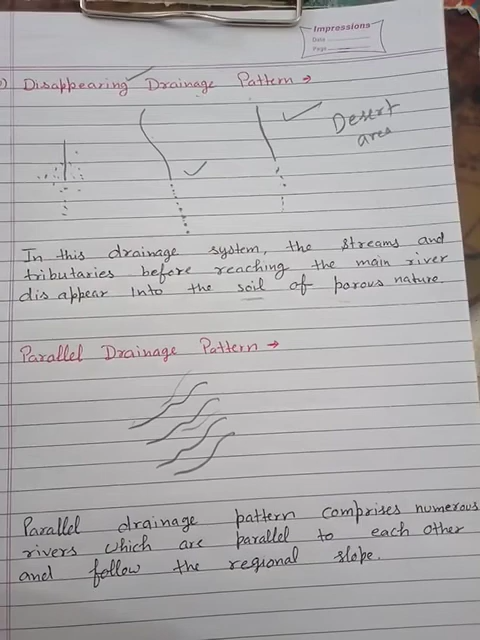 Impressions
Date
Page
) Disappearing Drainage Pattern →
Desert
area
In this drainage system, the streams and
tributaries before reaching the main river
disappear into the soil of porous nature.
Parallel Drainage Pattern →
Parallel drainage pattern comprises numerous
rivers which are parallel to each other
and follow the regional slope.